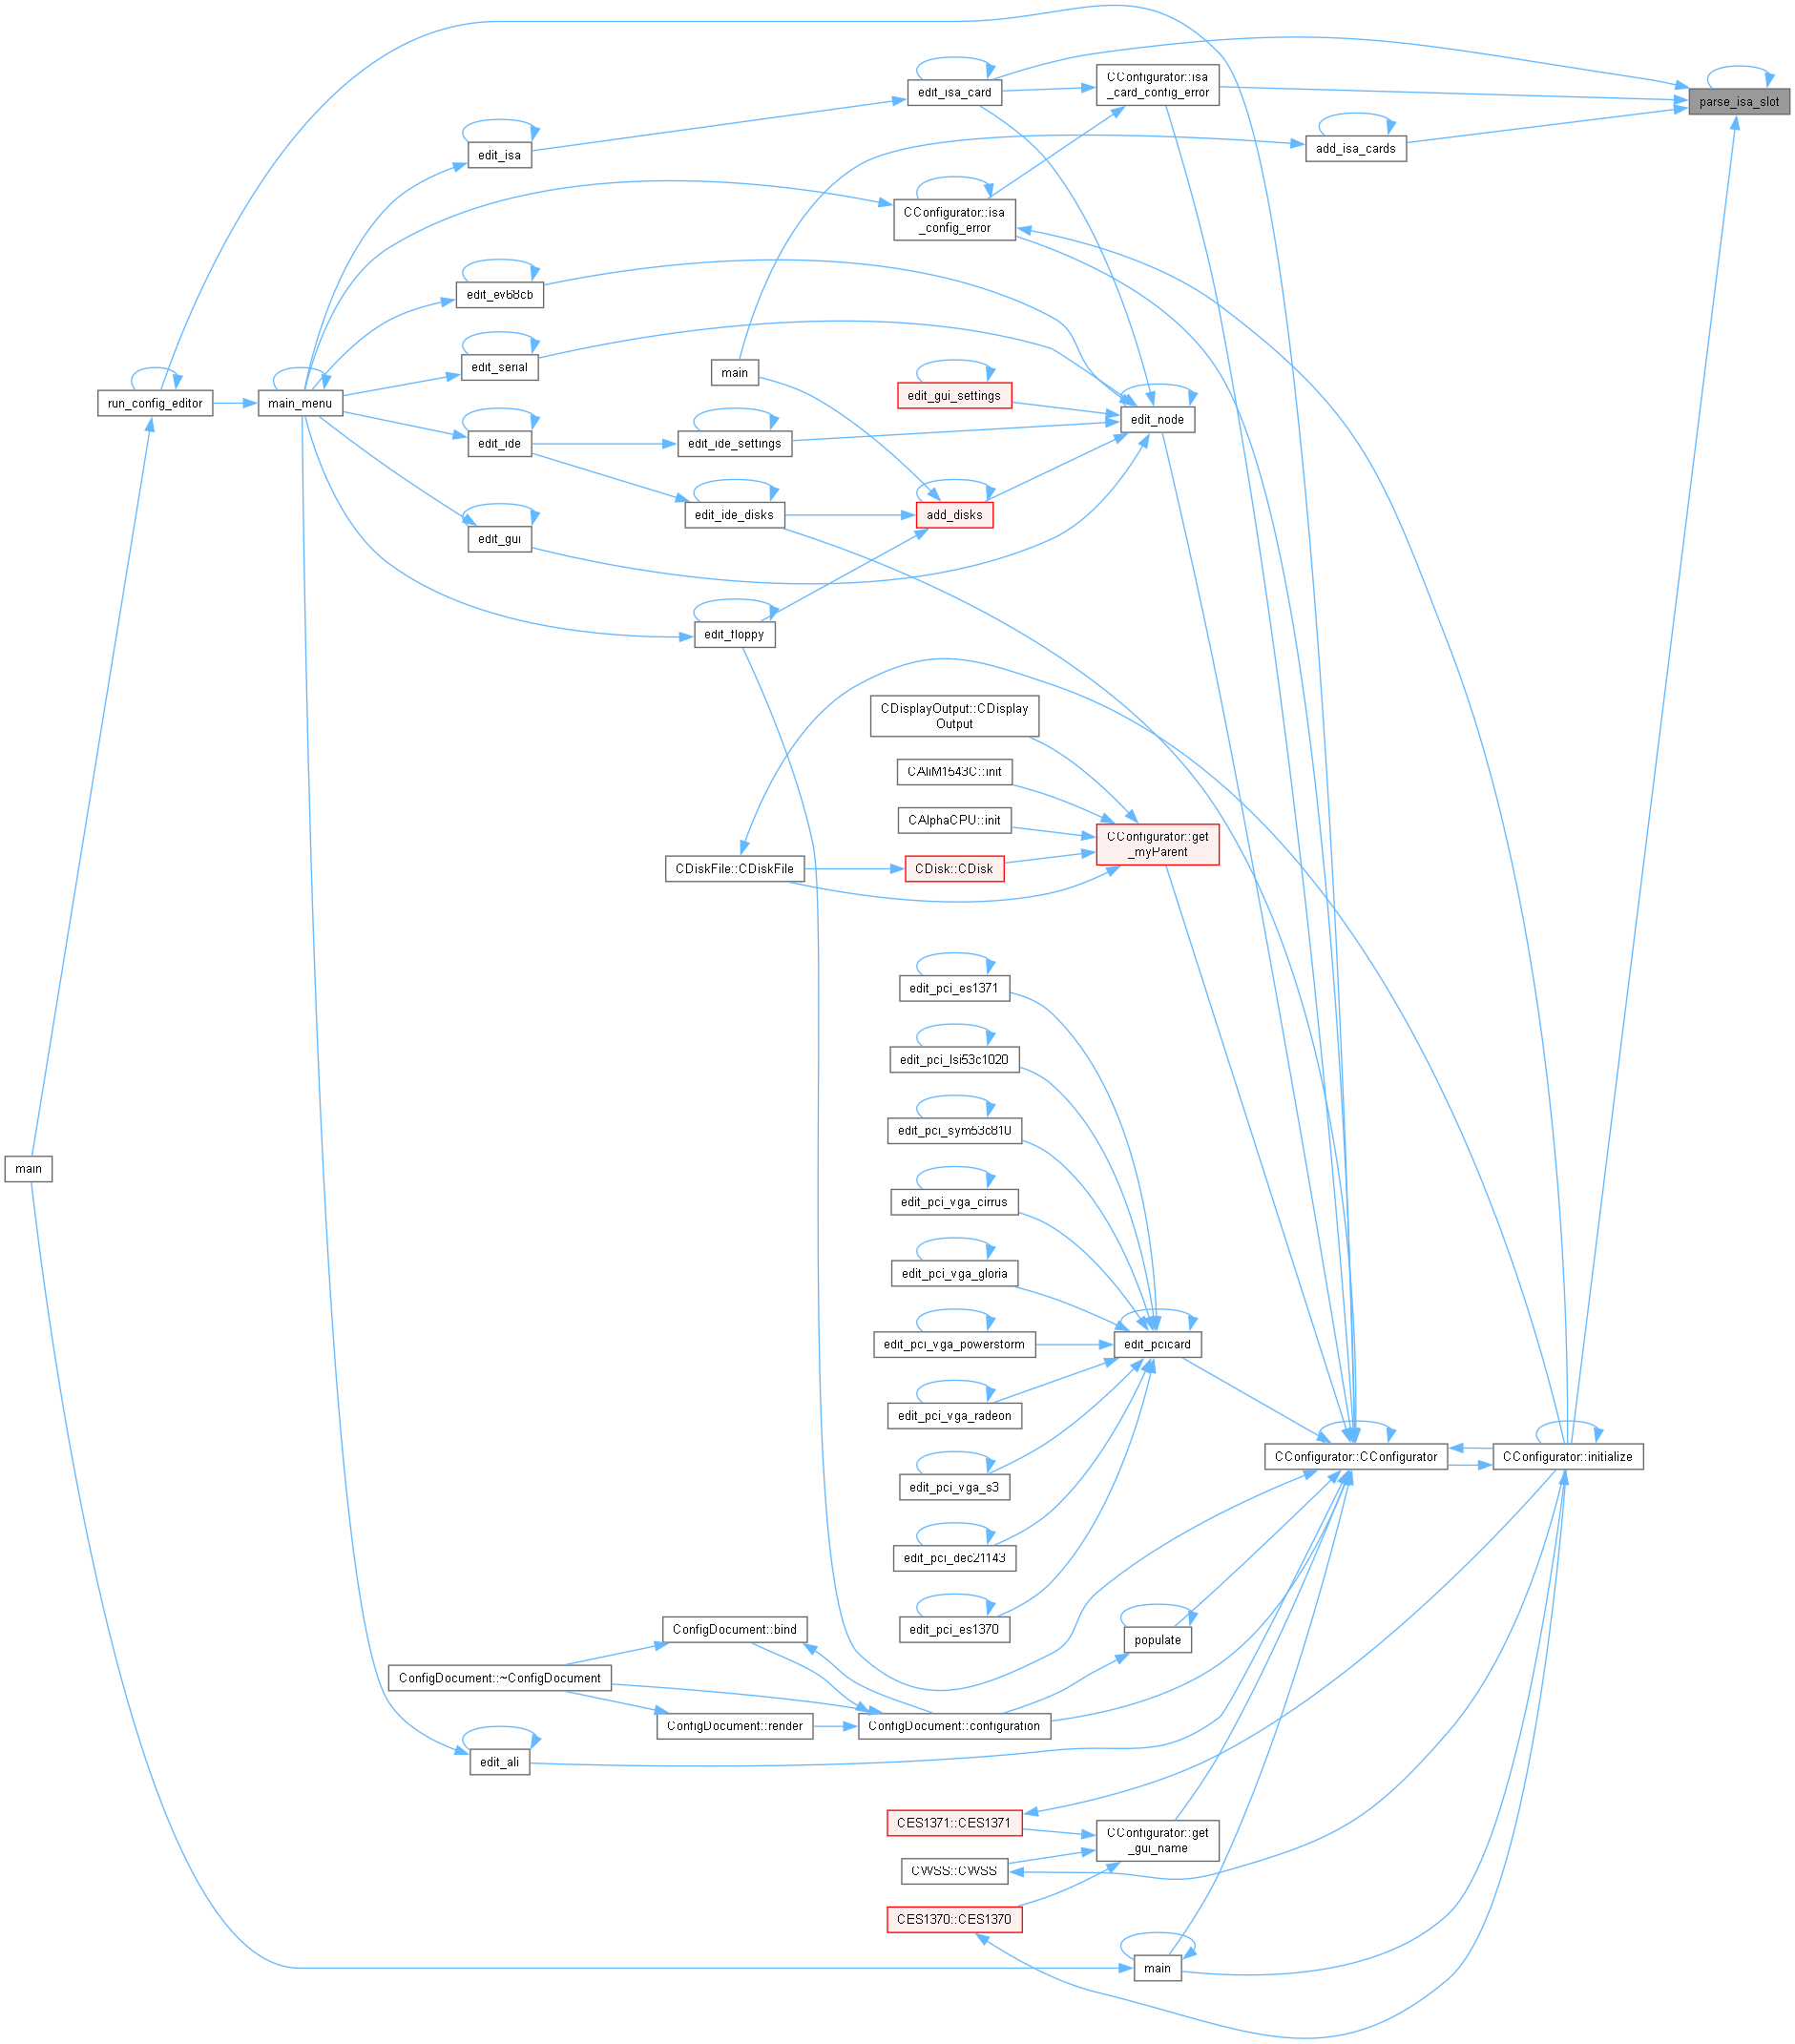 parse_isa_slot
CConfigurator::isa
_card_config_error
edit_isa_card
add_isa_cards
edit_isa
CConfigurator::isa
_config_error
edit_ev68cb
edit_serial
main
edit_gui_settings
run_config_editor
main_menu
edit_node
edit_ide
edit_ide_settings
edit_ide_disks
add_disks
edit_gui
edit_floppy
CDisplayOutput::CDisplay
Output
CAliM1543C::init
CAlphaCPU::init
CConfigurator::get
_myParent
CDiskFile::CDiskFile
CDisk::CDisk
edit_pci_es1371
edit_pci_lsi53c1020
edit_pci_sym53c810
main
edit_pci_vga_cirrus
edit_pci_vga_gloria
edit_pci_vga_powerstorm
edit_pcicard
edit_pci_vga_radeon
CConfigurator::CConfigurator
CConfigurator::initialize
edit_pci_vga_s3
edit_pci_dec21143
edit_pci_es1370
ConfigDocument::bind
populate
ConfigDocument::~ConfigDocument
ConfigDocument::render
ConfigDocument::configuration
edit_ali
CES1371::CES1371
CConfigurator::get
_gui_name
CWSS::CWSS
CES1370::CES1370
main